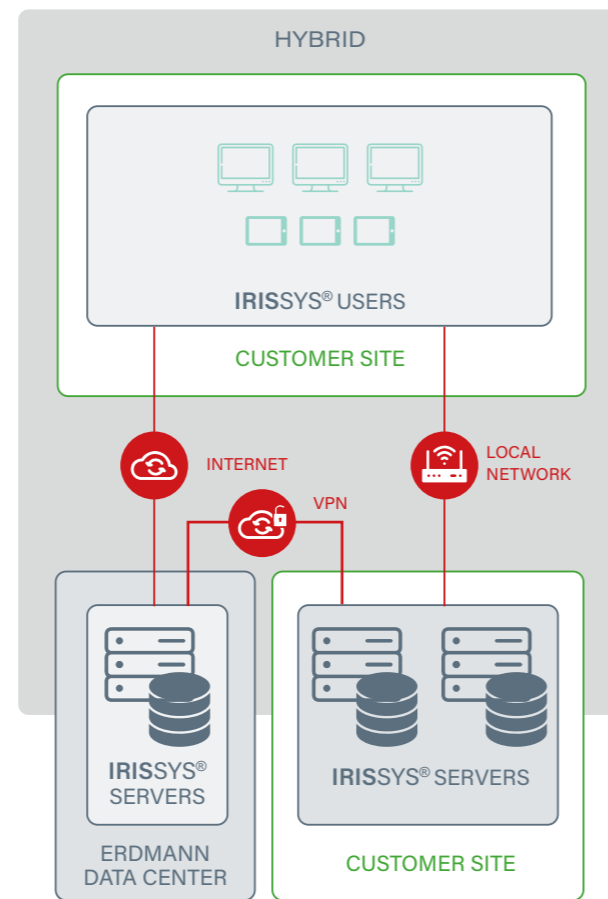 HYBRID
IRISSYS® USERS
CUSTOMER SITE
INTERNET
LOCAL
NETWORK
VPN
IRISSYS®
SERVERS
IRISSYS® SERVERS
ERDMANN
DATA CENTER
CUSTOMER SITE